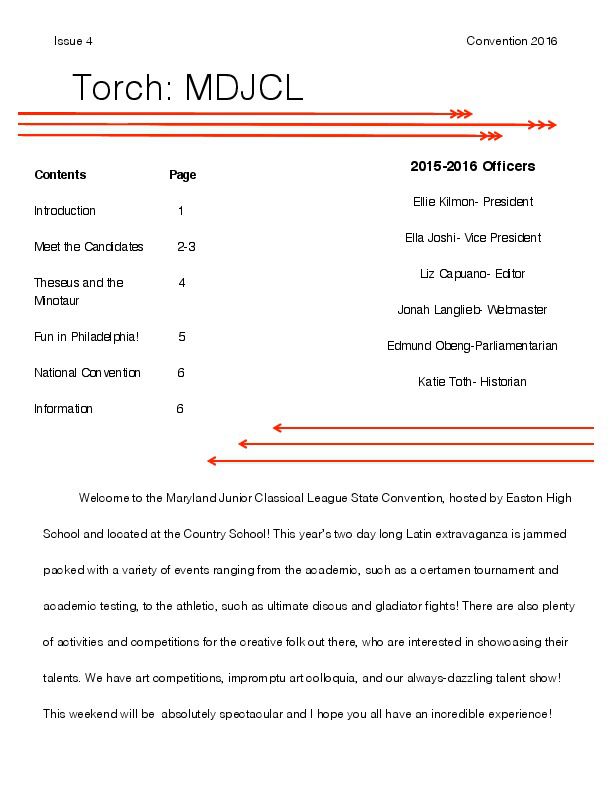 Issue 4 Convention 2016
Torch: MDJCL
Contents Page
Introduction 1
Meet the Candidates 2-3
Theseus and the 4
Minotaur
Fun in Philadelphia! 5
National Convention 6
Information 6
2015-2016 Officers
Ellie Kilmon- President
Ella Joshi- Vice President
Liz Capuano- Editor
Jonah Langlieb- Webmaster
Edmund Obeng-Parliamentarian
Katie Toth- Historian
Welcome to the Maryland Junior Classical League State Convention, hosted by Easton High
School and located at the Country School! This year's two day long Latin extravaganza is jammed
packed with a variety of events ranging from the academic, such as a certamen tournament and
academic testing, to the athletic, such as ultimate discus and gladiator fights! There are also plenty
of activities and competitions for the creative folk out there, who are interested in showcasing their
talents. We have art competitions, impromptu art colloquia, and our always-dazzling talent show!
This weekend will be absolutely spectacular and I hope you all have an incredible experience!